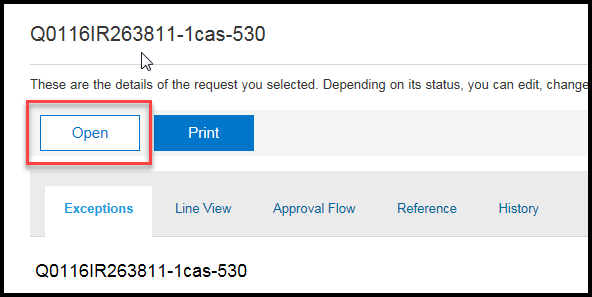 Q0116IR263811-1cas-530
These are the details of the request you selected. Depending on its status, you can edit, change
Open Print
Exceptions Line View Approval Flow Reference History
Q0116IR263811-1cas-530